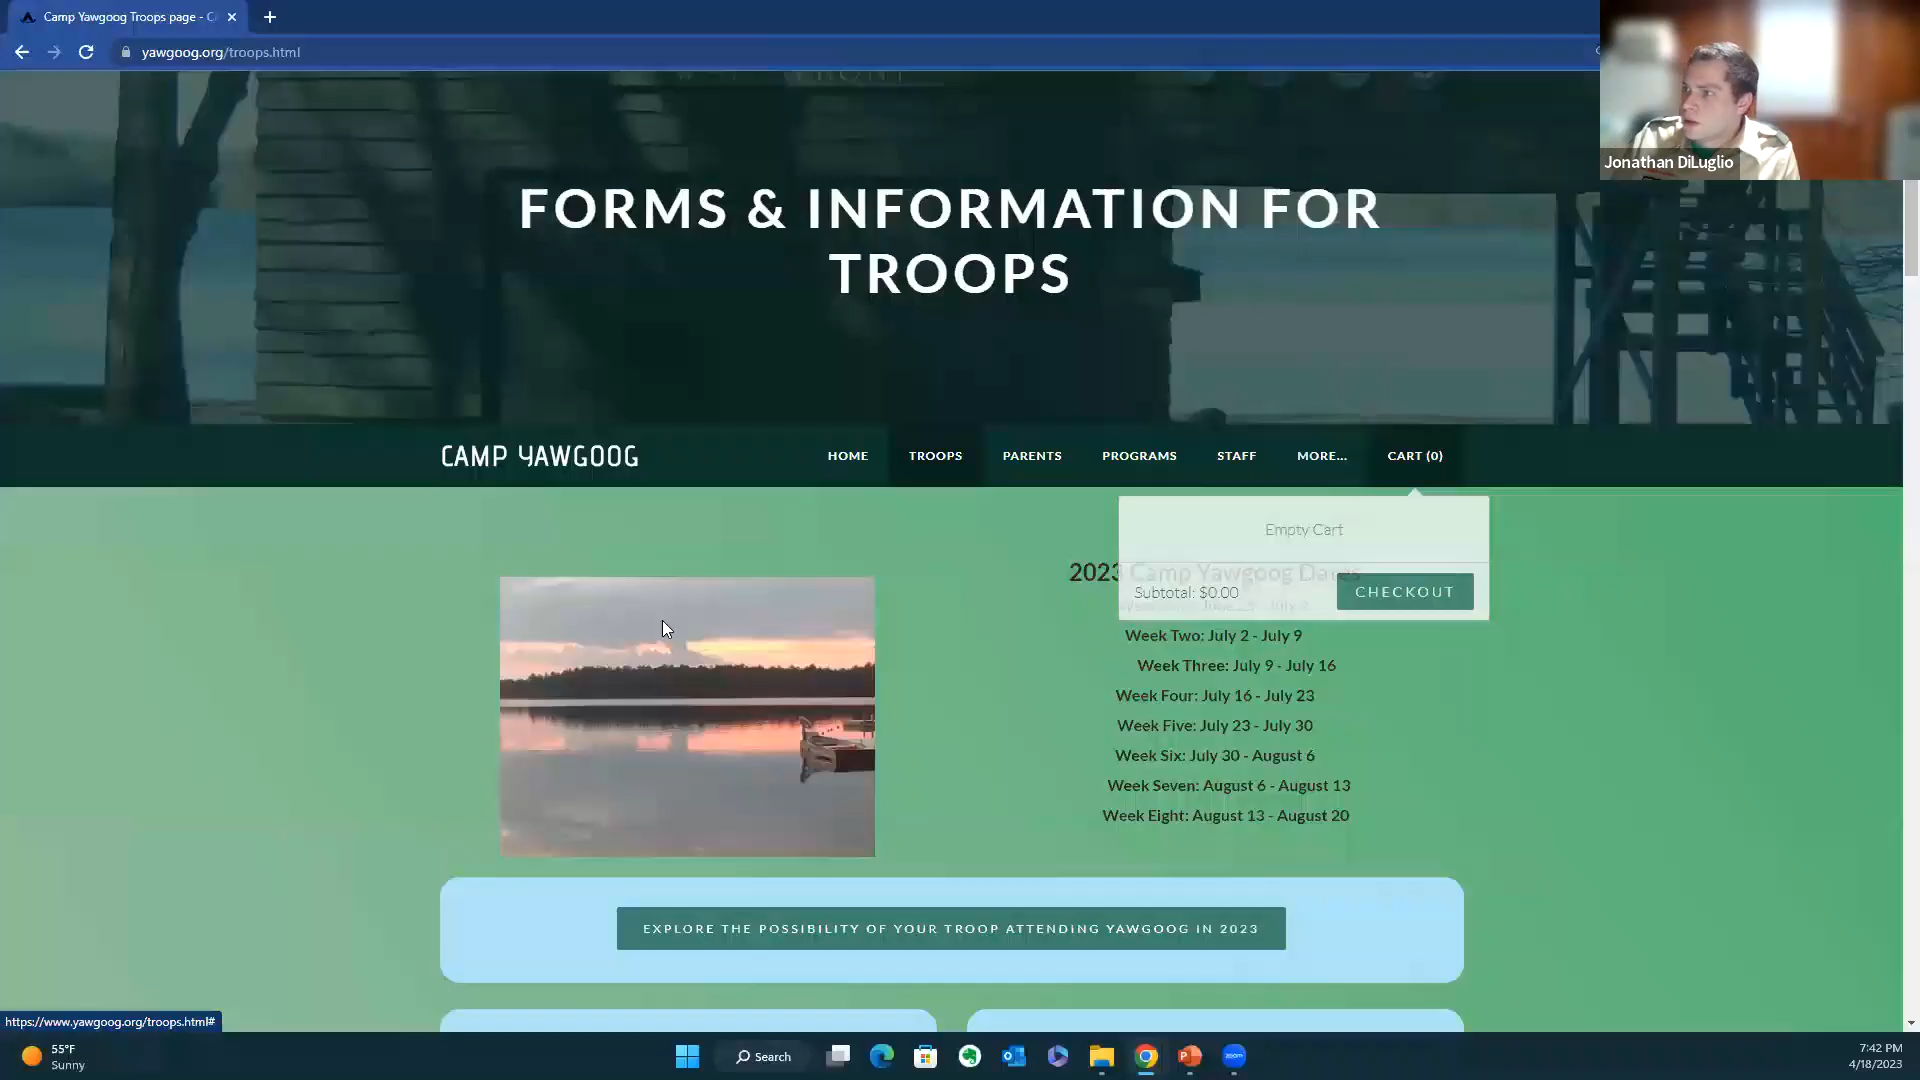 Camp Yawgoog Troops page - C
yawgoog.org/troops.html
Jonathan DiLuglio
FORMS & INFORMATION FOR
TROOPS
CAMP YAWGOOG
HOME
TROOPS
PARENTS
PROGRAMS
STAFF
MORE...
CART (0)
Empty Cart
2023 Camp Yawgoog Dates
Subtotal: $0.00
CHECKOUT
Week Two: July 2 - July 9
Week Three: July 9 - July 16
Week Four: July 16 - July 23
Week Five: July 23 - July 30
Week Six: July 30 - August 6
Week Seven: August 6 - August 13
Week Eight: August 13 - August 20
EXPLORE THE POSSIBILITY OF YOUR TROOP ATTENDING YAWGOOG IN 2023
https://www.yawgoog.org/troops.html#
55°F
Sunny
Search
zoom
7:42 PM
4/18/2023